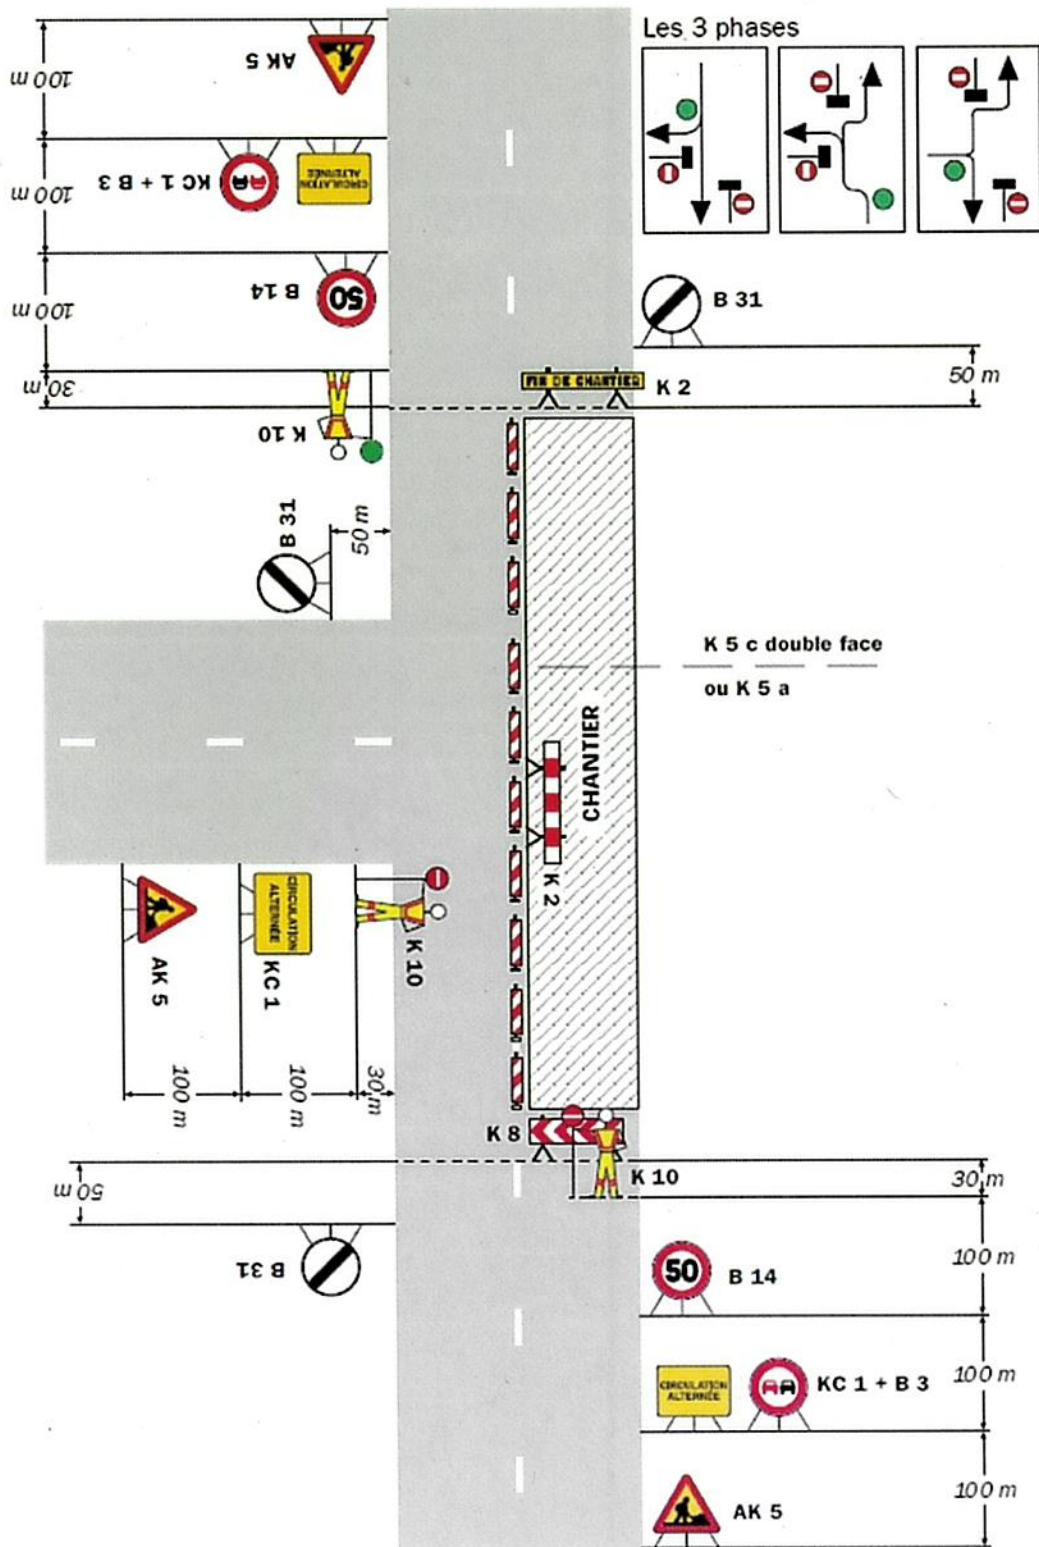 Les 3 phases
AK 5
100 m
KC 1 + B 3
CIRCULATION
ALTERNÉE
100 m
B 14
50
100 m
K 10
30 m
B 31
50 m
FIN DE CHANTIER
K 2
50 m
B 31
K 5 c double face
ou K 5 a
CHANTIER
K 2
AK 5
KC 1
CIRCULATION
ALTERNÉE
K 10
100 m
100 m
30 m
K 8
K 10
30 m
50 m
B 31
50
B 14
100 m
CIRCULATION
ALTERNÉE
KC 1 + B 3
100 m
AK 5
100 m